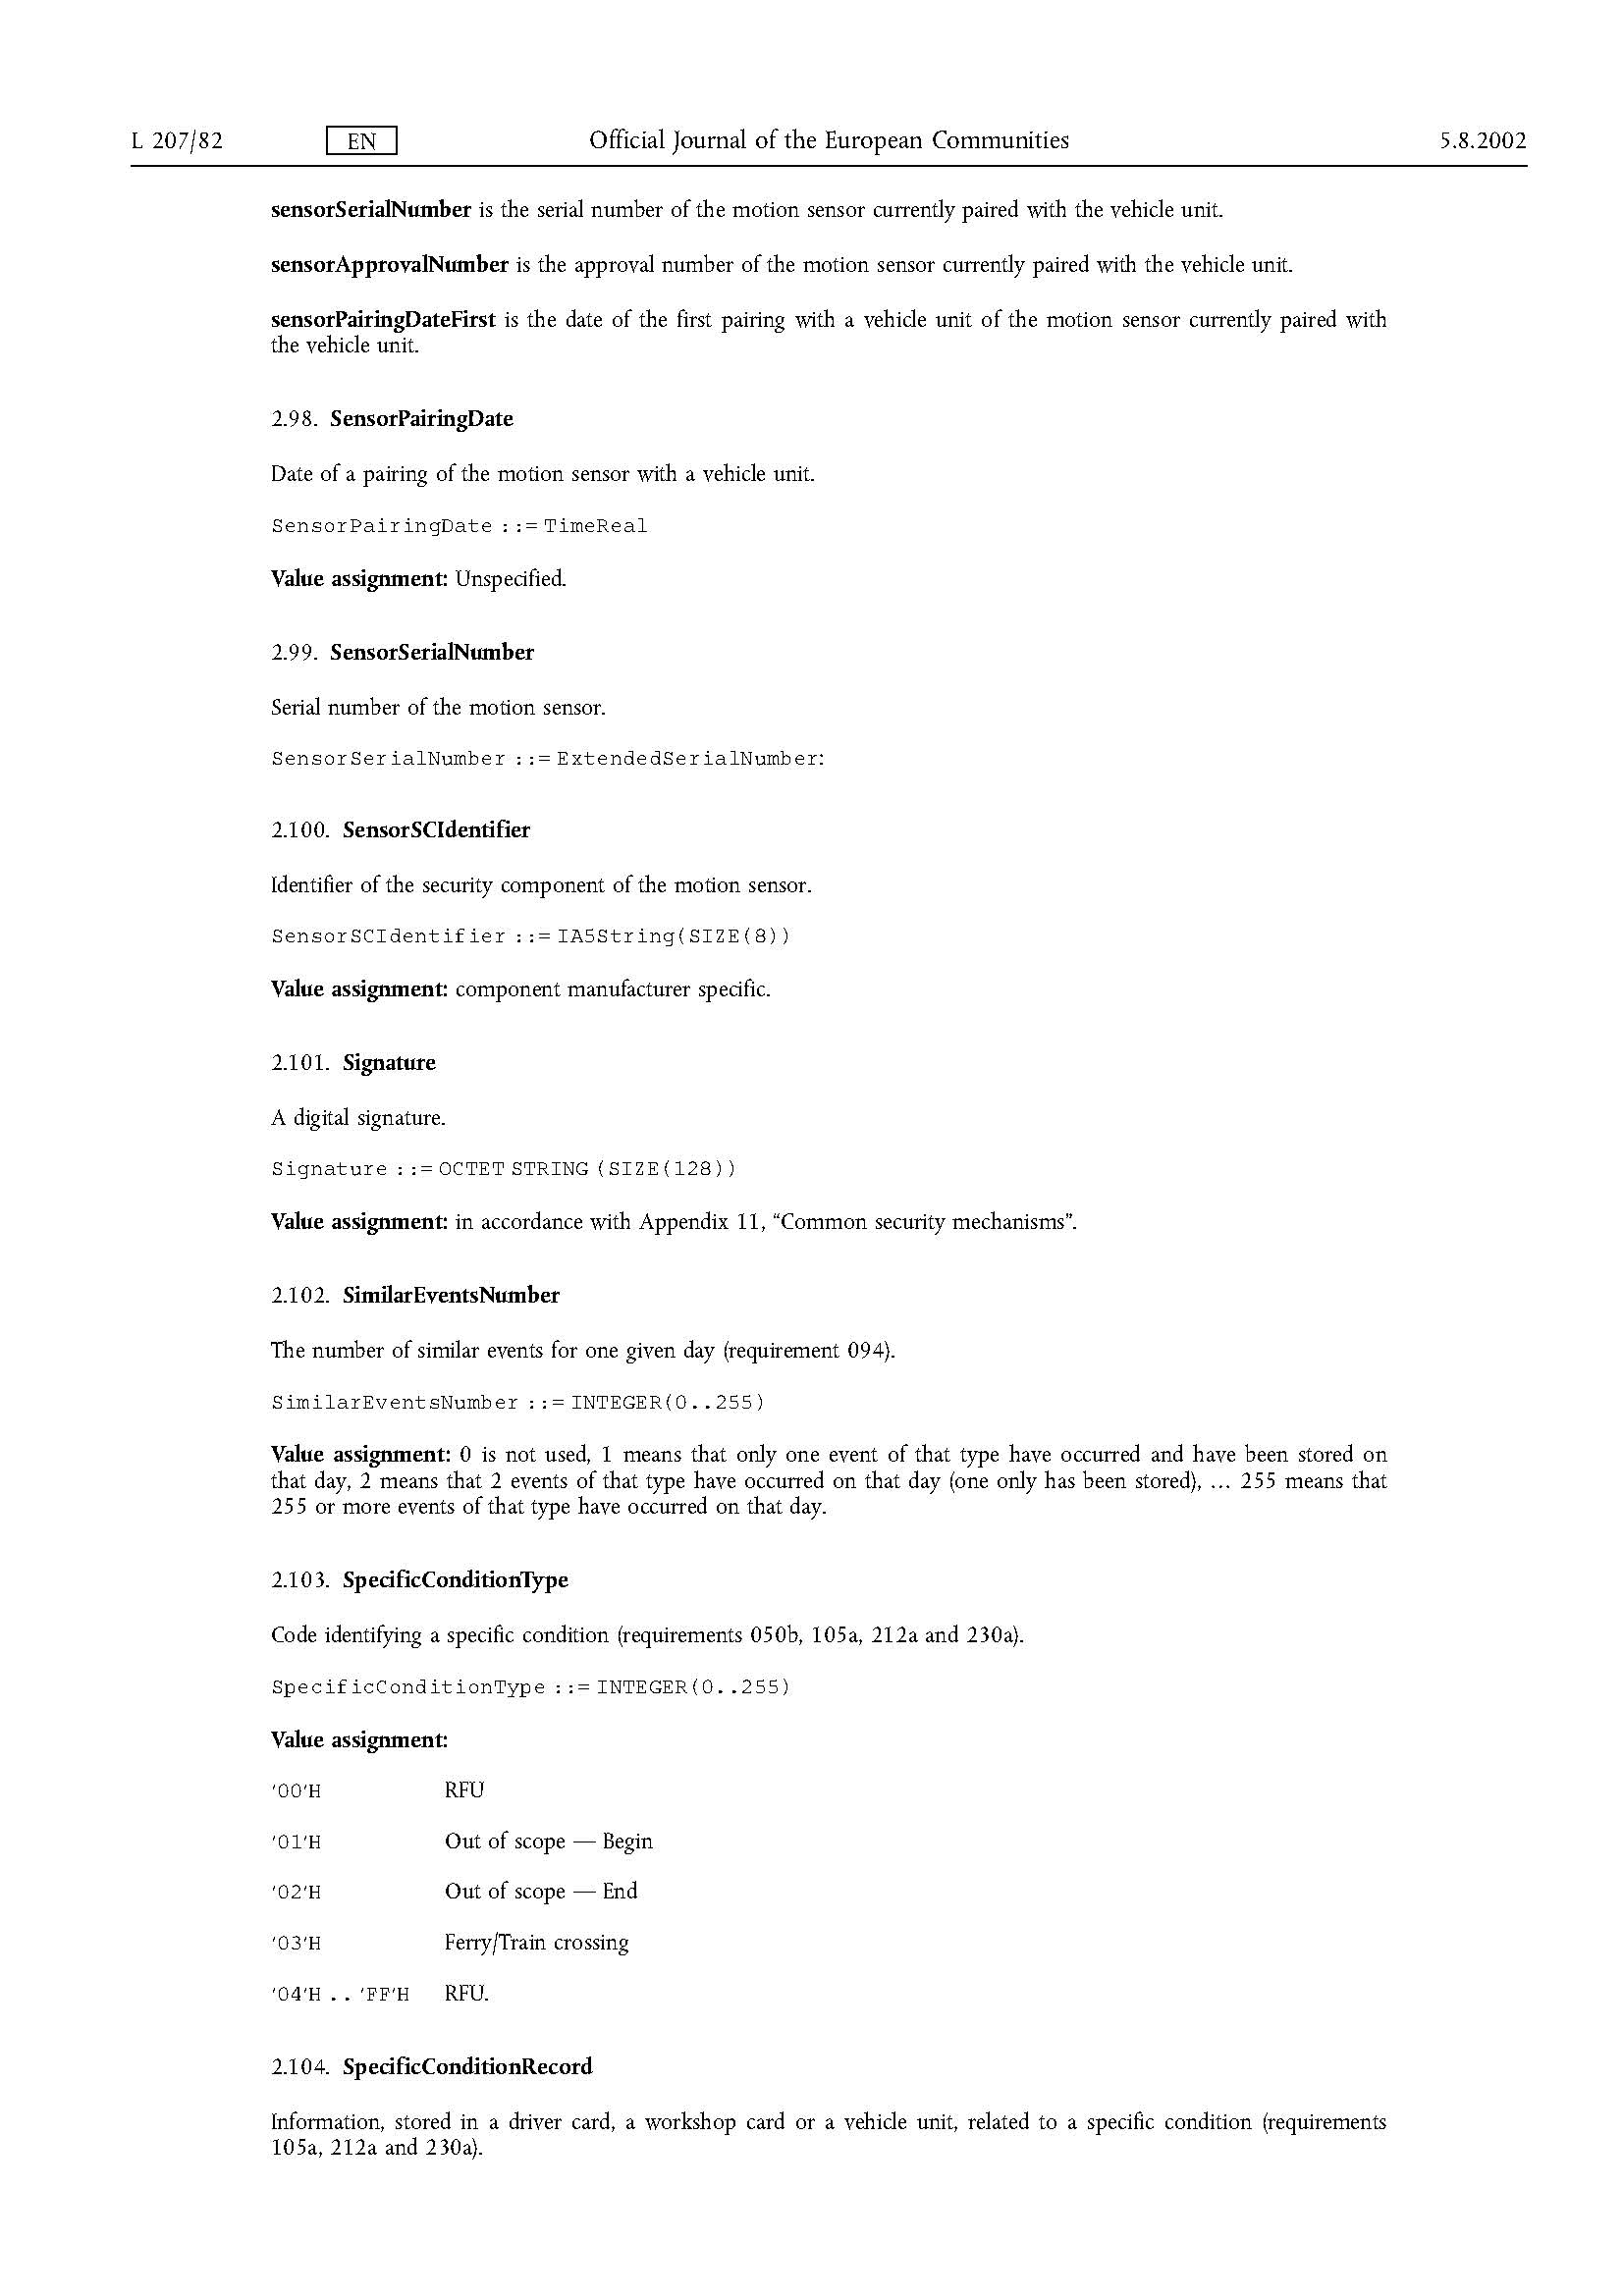 L 207/82 EN Official Journal of the European Communities 5.8.2002
sensorSerialNumber is the serial number of the motion sensor currently paired with the vehicle unit.
sensorApprovalNumber is the approval number of the motion sensor currently paired with the vehicle unit.
sensorPairingDateFirst is the date of the first pairing with a vehicle unit of the motion sensor currently paired with
the vehicle unit.
2.98. SensorPairingDate
Date of a pairing of the motion sensor with a vehicle unit.
SensorPairingDate ::= TimeReal
Value assignment: Unspecified.
2.99. SensorSerialNumber
Serial number of the motion sensor.
SensorSerialNumber ::= ExtendedSerialNumber:
2.100. SensorSCIdentifier
Identifier of the security component of the motion sensor.
SensorSCIdentifier ::= IA5String(SIZE(8))
Value assignment: component manufacturer specific.
2.101. Signature
A digital signature.
Signature ::= OCTET STRING (SIZE(128))
Value assignment: in accordance with Appendix 11, “Common security mechanisms”.
2.102. SimilarEventsNumber
The number of similar events for one given day (requirement 094).
SimilarEventsNumber ::= INTEGER(0..255)
Value assignment: 0 is not used, 1 means that only one event of that type have occurred and have been stored on
that day, 2 means that 2 events of that type have occurred on that day (one only has been stored), ... 255 means that
255 or more events of that type have occurred on that day.
2.103. SpecificConditionType
Code identifying a specific condition (requirements 050b, 105a, 212a and 230a).
SpecificConditionType ::= INTEGER(0..255)
Value assignment:
'00'H RFU
'01'H Out of scope — Begin
'02'H Out of scope — End
'03'H Ferry/Train crossing
'04'H .. 'FF'H RFU.
2.104. SpecificConditionRecord
Information, stored in a driver card, a workshop card or a vehicle unit, related to a specific condition (requirements
105a, 212a and 230a).